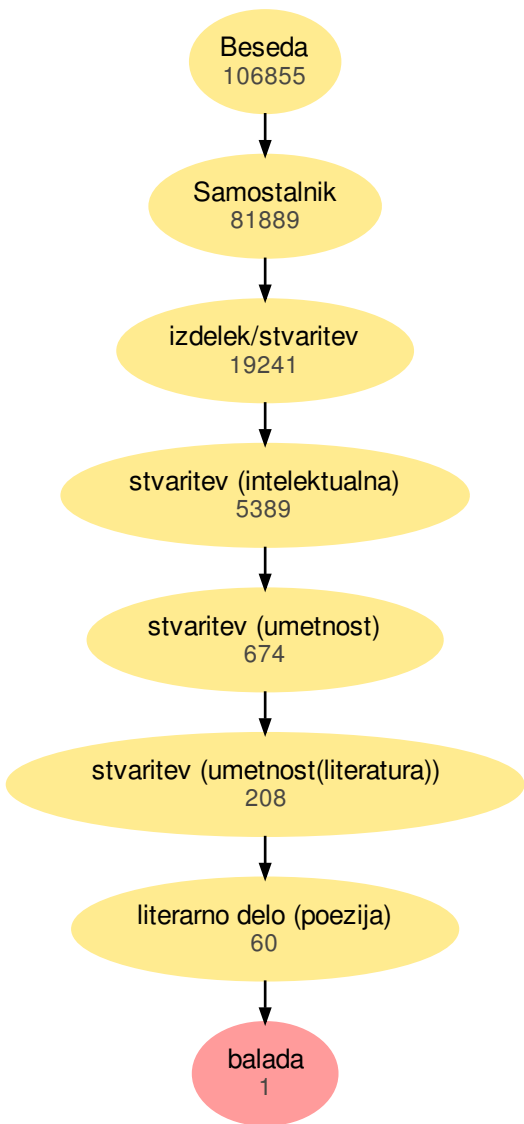 Beseda
106855
Samostalnik
81889
izdelek/stvaritev
19241
stvaritev (intelektualna)
5389
stvaritev (umetnost)
674
stvaritev (umetnost(literatura))
208
literarno delo (poezija)
60
balada
1